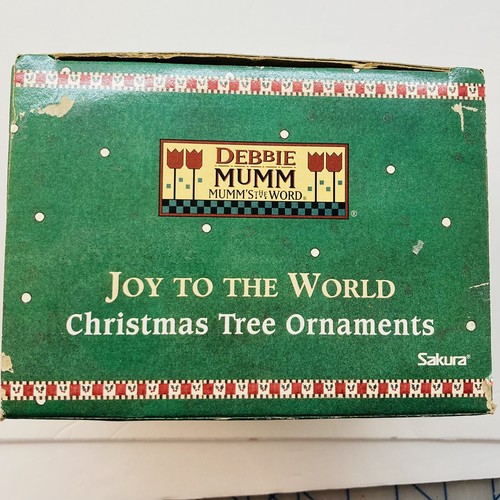 DEBBIE
MUMM
MUMM'S THE WORD®
®
JOY TO THE WORLD
Christmas Tree Ornaments
Sakura®